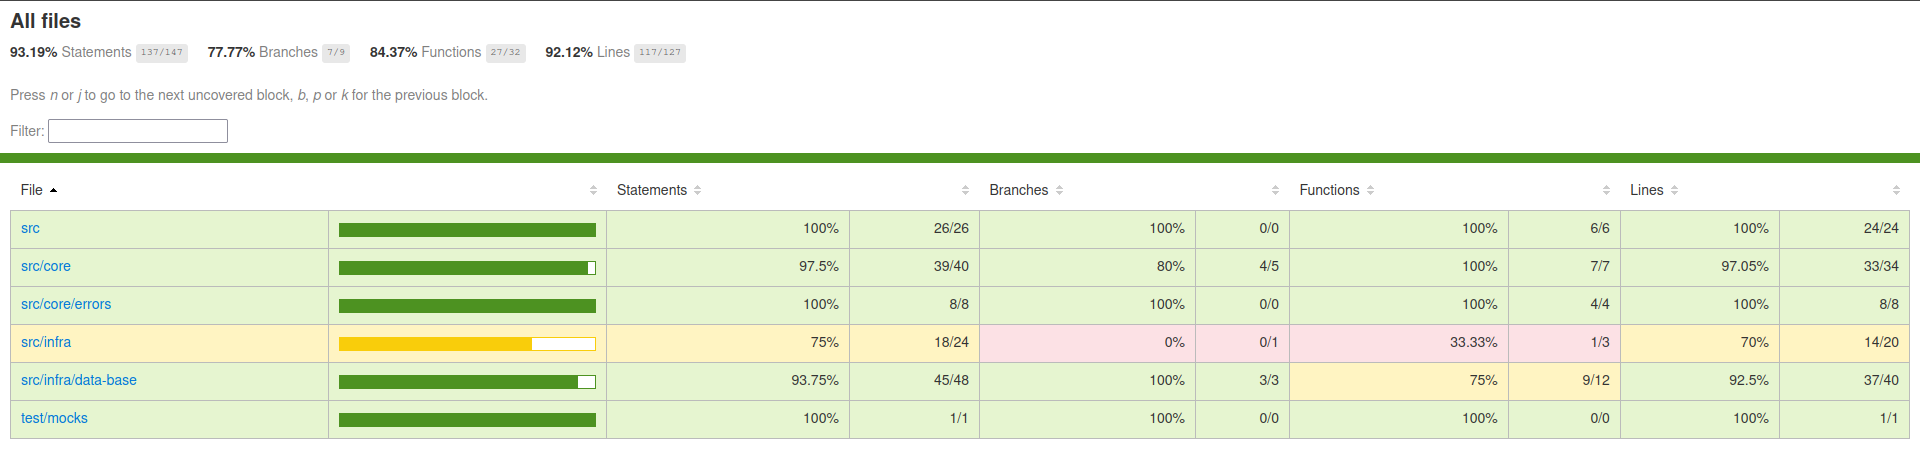 All files
93.19% Statements 137/147 77.77% Branches 7/9 84.37% Functions 27/32 92.12% Lines 117/127
Press n or j to go to the next uncovered block, b, p or k for the previous block.
Filter:
File Statements Branches Functions Lines
src 100% 26/26 100% 0/0 100% 6/6 100% 24/24
src/core 97.5% 39/40 80% 4/5 100% 7/7 97.05% 33/34
src/core/errors 100% 8/8 100% 0/0 100% 4/4 100% 8/8
src/infra 75% 18/24 0% 0/1 33.33% 1/3 70% 14/20
src/infra/data-base 93.75% 45/48 100% 3/3 75% 9/12 92.5% 37/40
test/mocks 100% 1/1 100% 0/0 100% 0/0 100% 1/1